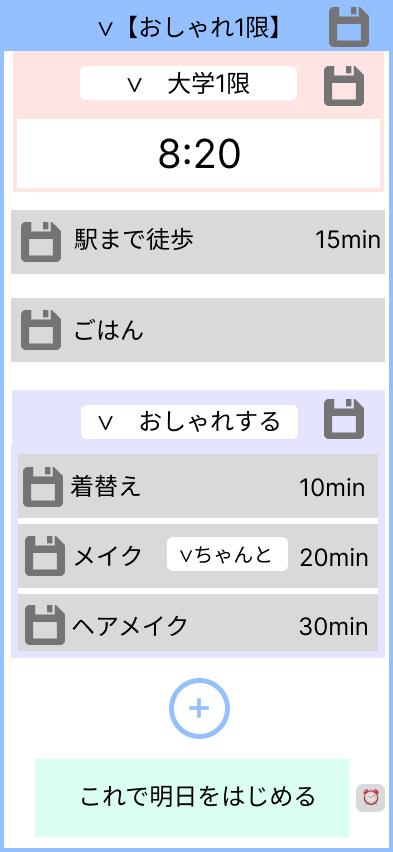 ∨【おしゃれ1限】
∨ 大学1限
8:20
駅まで徒歩 15min
ごはん
∨ おしゃれする
着替え 10min
メイク ∨ちゃんと 20min
ヘアメイク 30min
+
これで明日をはじめる